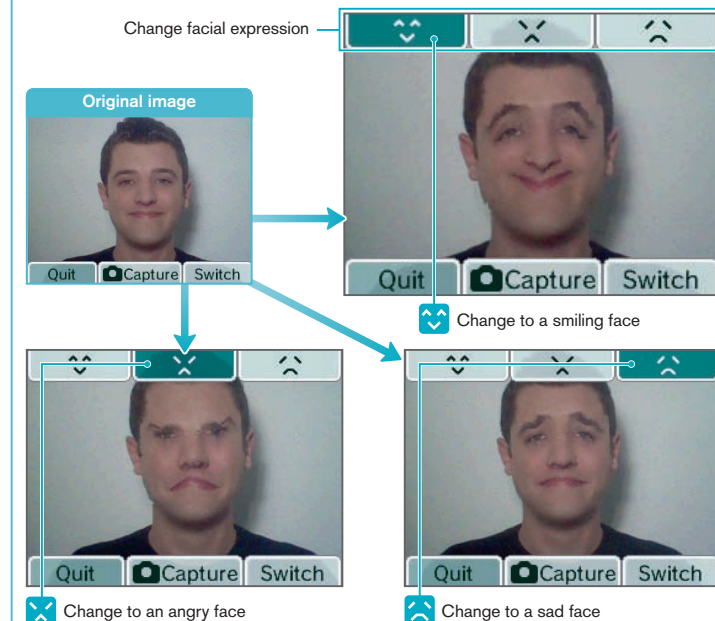 Change facial expression
Original image
Quit Capture Switch
Quit Capture Switch
Change to a smiling face
Quit Capture Switch
Quit Capture Switch
Change to an angry face
Change to a sad face